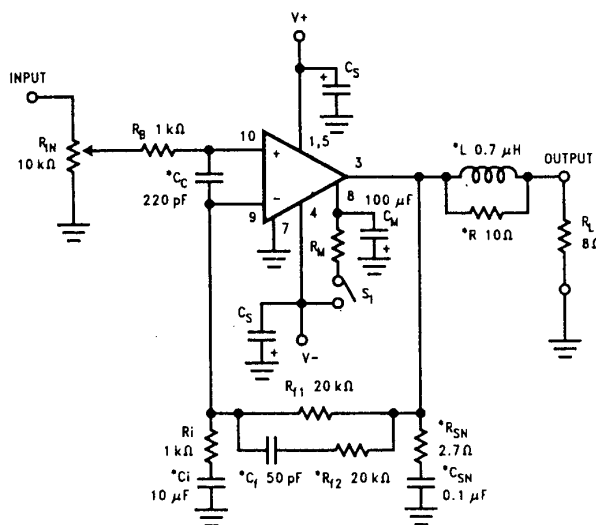 V+
INPUT
CS
+
RB 1 kΩ
RIN
10 kΩ
10
+
1,5
*CC
220 pF
−
9
7
4
3
8
100 μF
CM
+
RM
S1
*L 0.7 μH
OUTPUT
*R 10Ω
RL
8Ω
CS
+
V−
Rf1 20 kΩ
Ri
1 kΩ
*Ci
10 μF
*Cf 50 pF
*Rf2 20 kΩ
*RSN
2.7Ω
*CSN
0.1 μF